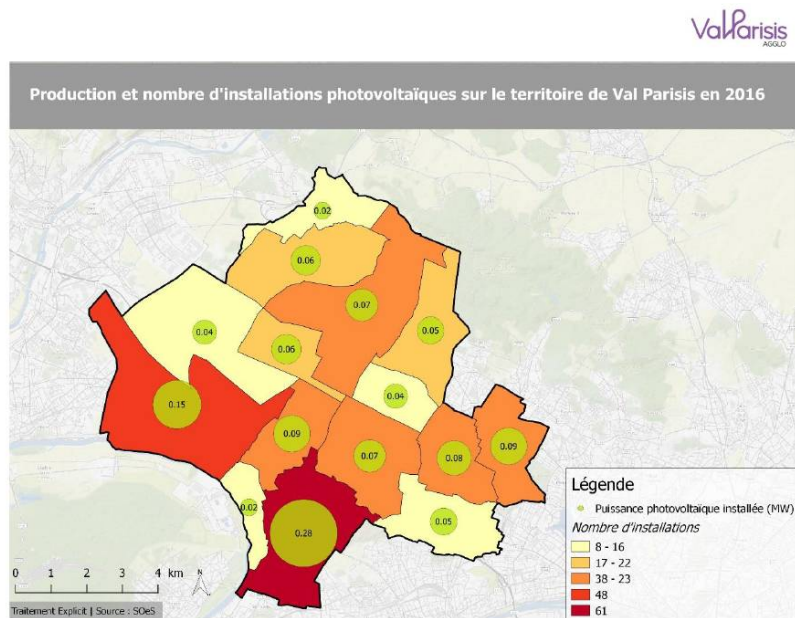 ValParisis
AGGLO
Production et nombre d'installations photovoltaïques sur le territoire de Val Parisis en 2016
0.02
0.06
0.07
0.04
0.05
0.06
0.04
0.15
0.09
0.07
0.08
0.09
0.02
0.05
0.28
Légende
Puissance photovoltaïque installée (MW)
Nombre d'installations
8 - 16
17 - 22
38 - 23
48
61
0 1 2 3 4 km
N
Traitement Explicit | Source : SOeS